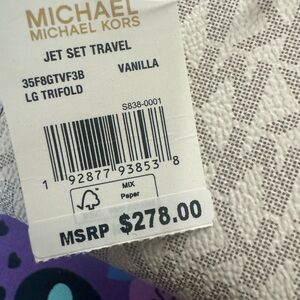 MICHAEL
MICHAEL KORS
JET SET TRAVEL
35F8GTVF3B VANILLA
LG TRIFOLD
S838-0001
1 92877 93853 8
FSC MIX
Paper
MSRP $278.00